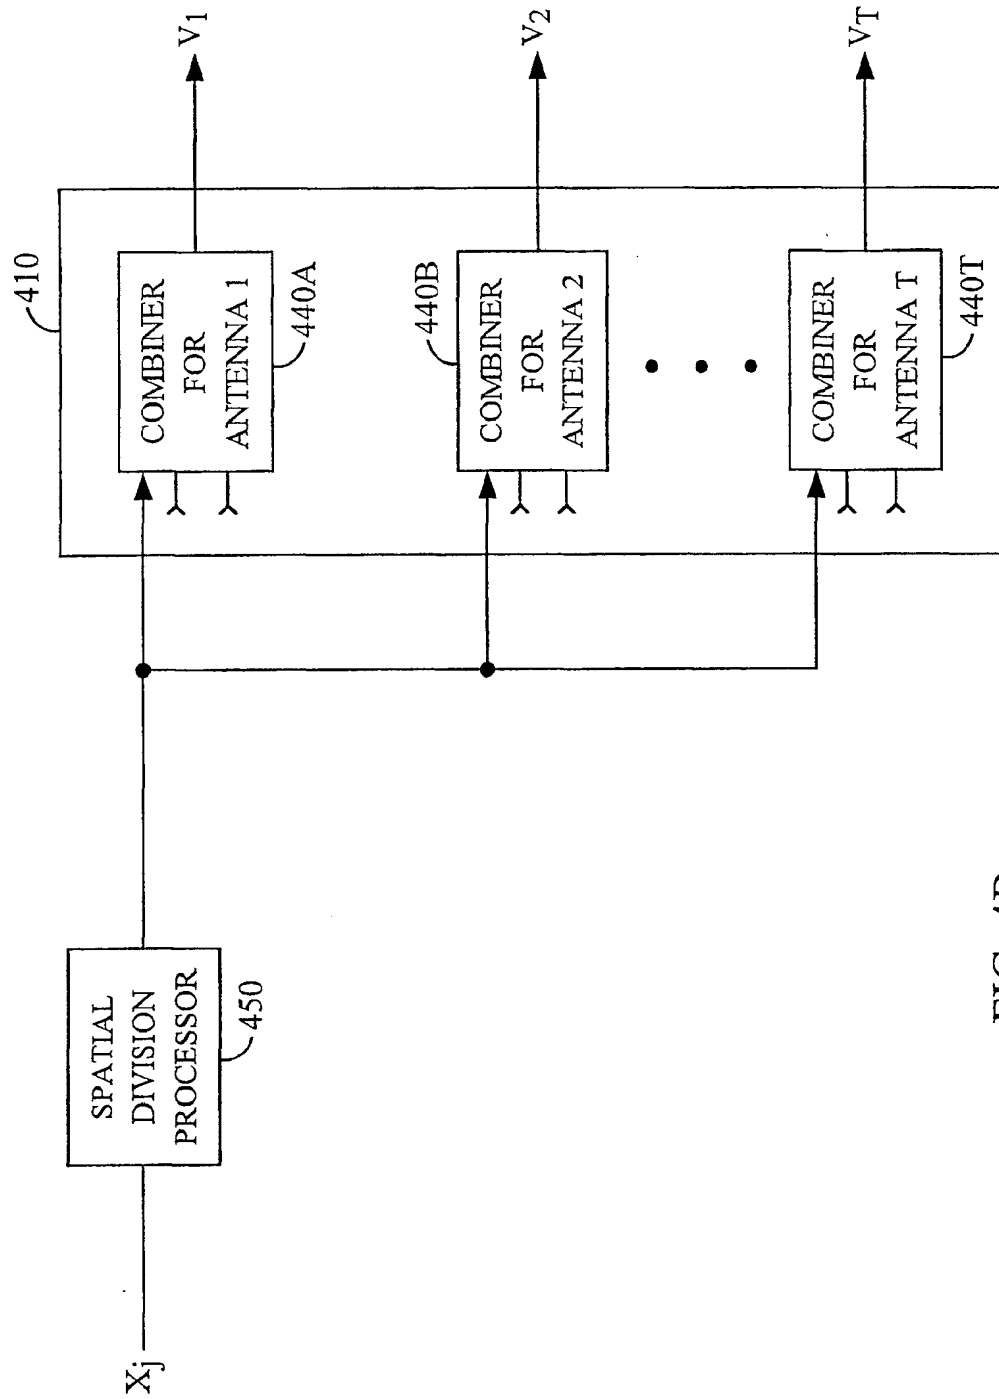 X_j
SPATIAL
DIVISION
PROCESSOR
450
410
COMBINER
FOR
ANTENNA 1
440A
V_1
COMBINER
FOR
ANTENNA 2
440B
V_2
COMBINER
FOR
ANTENNA T
440T
V_T